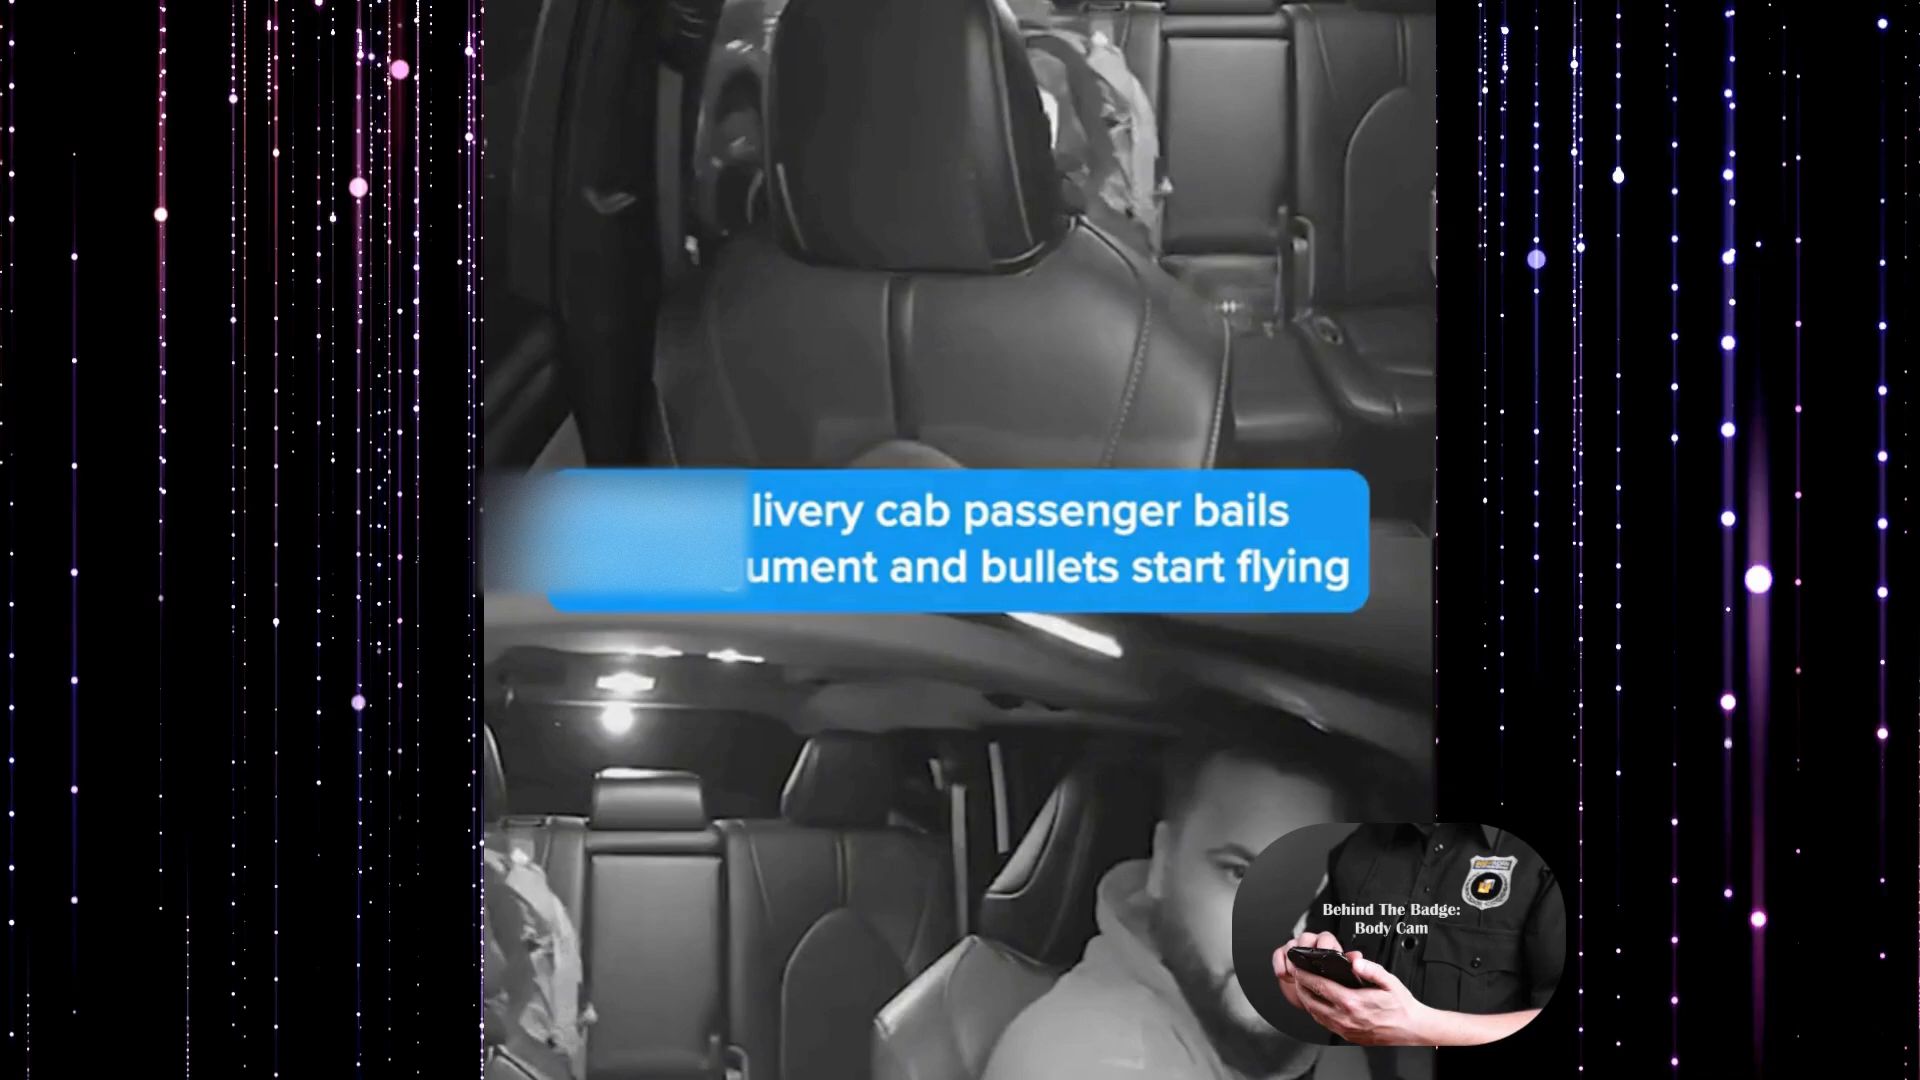 livery cab passenger bails
ument and bullets start flying
Behind The Badge:
Body Cam